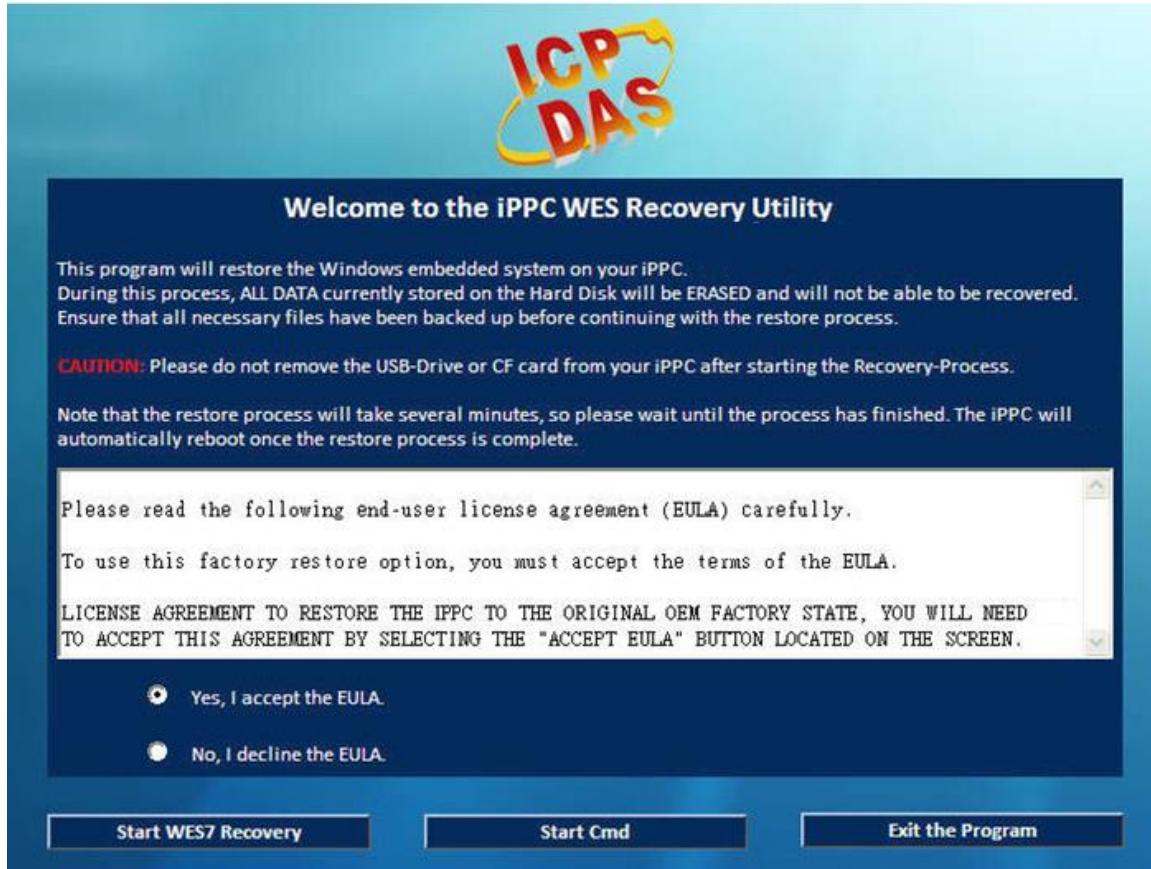 ICP
DAS
Welcome to the iPPC WES Recovery Utility
This program will restore the Windows embedded system on your iPPC.
During this process, ALL DATA currently stored on the Hard Disk will be ERASED and will not be able to be recovered.
Ensure that all necessary files have been backed up before continuing with the restore process.
CAUTION: Please do not remove the USB-Drive or CF card from your iPPC after starting the Recovery-Process.
Note that the restore process will take several minutes, so please wait until the process has finished. The iPPC will
automatically reboot once the restore process is complete.
Please read the following end-user license agreement (EULA) carefully.
To use this factory restore option, you must accept the terms of the EULA.
LICENSE AGREEMENT TO RESTORE THE IPPC TO THE ORIGINAL OEM FACTORY STATE, YOU WILL NEED
TO ACCEPT THIS AGREEMENT BY SELECTING THE "ACCEPT EULA" BUTTON LOCATED ON THE SCREEN.
Yes, I accept the EULA.
No, I decline the EULA.
Start WES7 Recovery
Start Cmd
Exit the Program